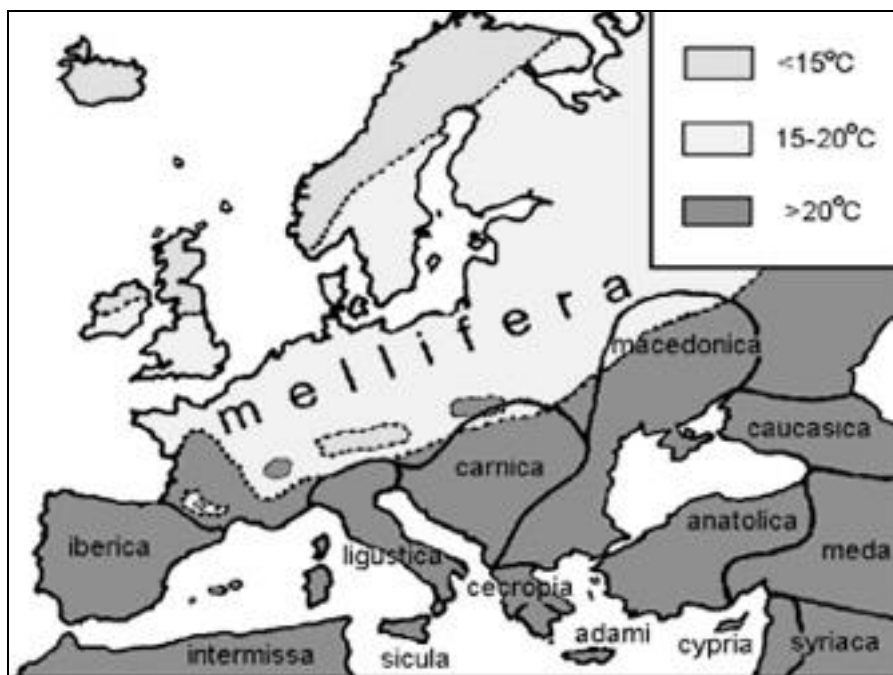 <15°C
15-20°C
>20°C
mellifera
macedonica
caucasica
carnica
anatolica
iberica
ligustica
meda
cecropia
adami
cypria
syriaca
intermissa
sicula